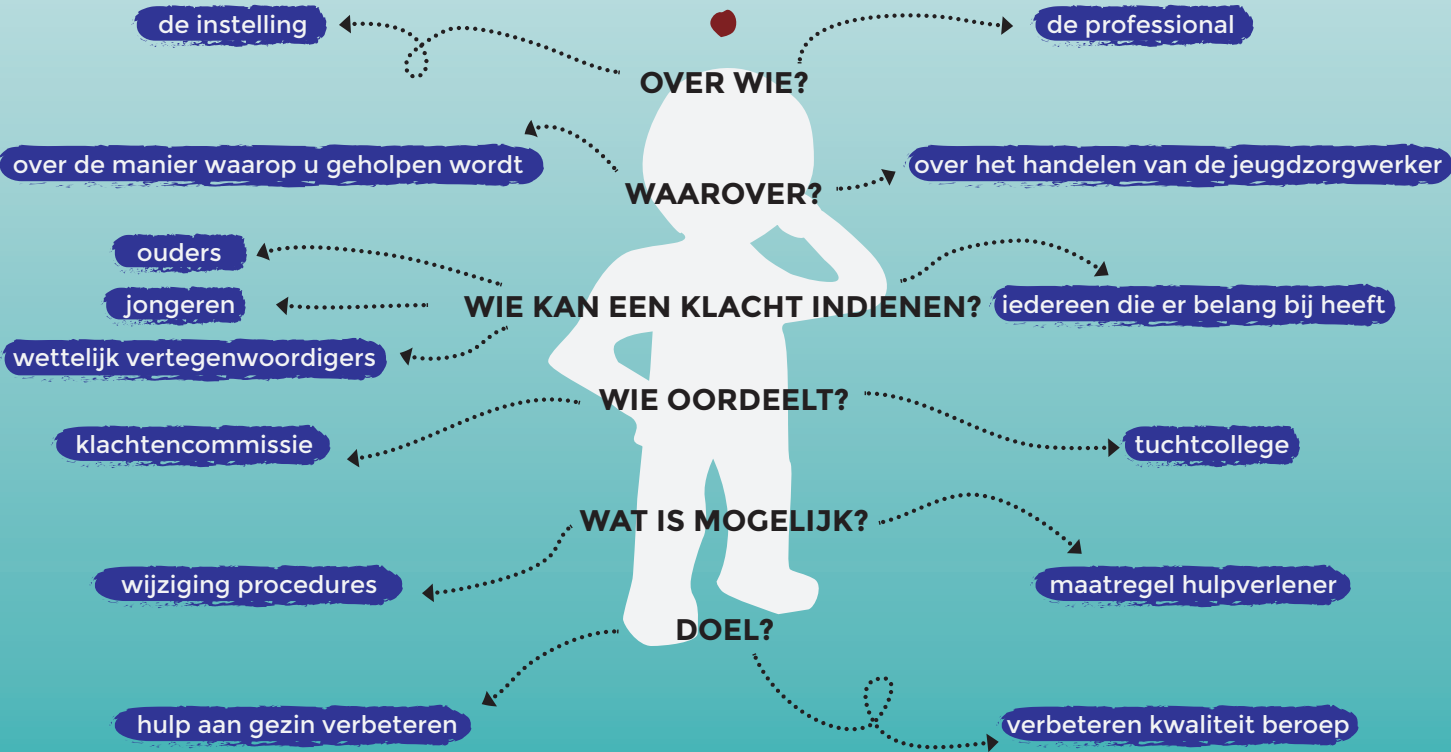 de instelling
de professional
OVER WIE?
over de manier waarop u geholpen wordt
over het handelen van de jeugdzorgwerker
WAAROVER?
ouders
jongeren
wettelijk vertegenwoordigers
WIE KAN EEN KLACHT INDIENEN?
iedereen die er belang bij heeft
WIE OORDEELT?
klachtencommissie
tuchtcollege
WAT IS MOGELIJK?
wijziging procedures
maatregel hulpverlener
DOEL?
hulp aan gezin verbeteren
verbeteren kwaliteit beroep